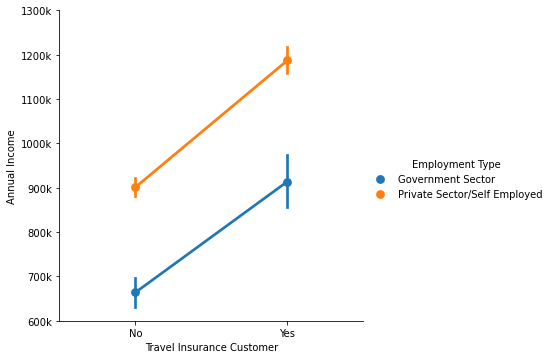 1300k
1200k
1100k
1000k
900k
800k
700k
600k
Annual Income
No
Yes
Travel Insurance Customer
Employment Type
Government Sector
Private Sector/Self Employed